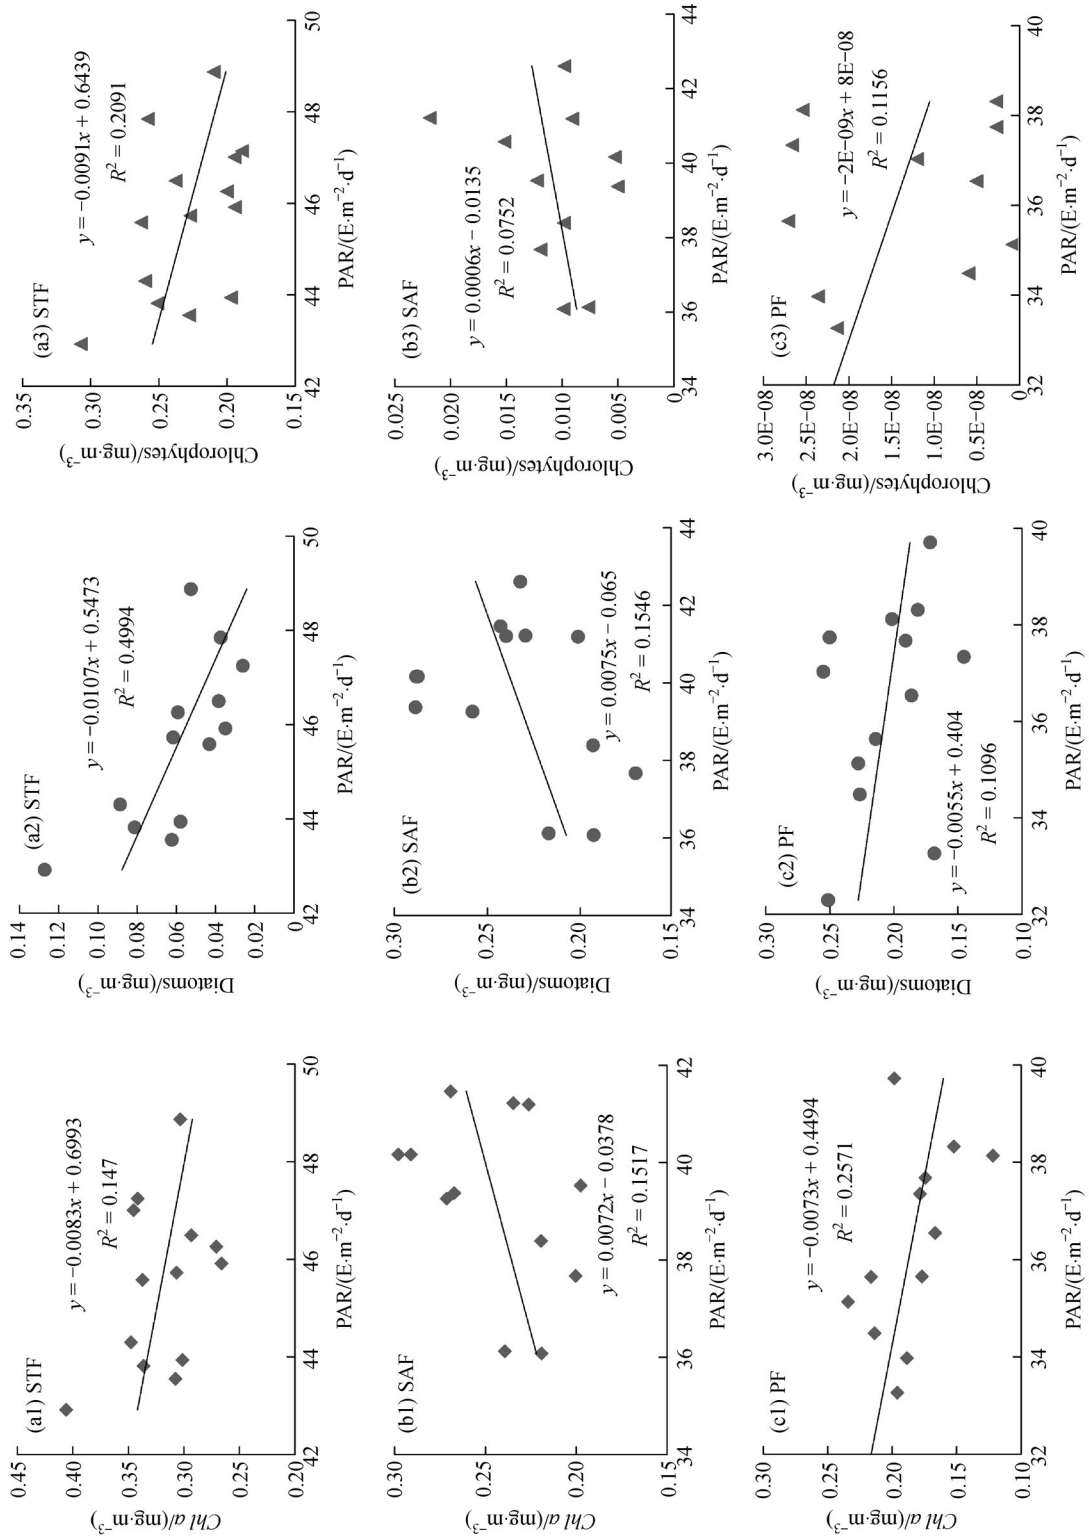 (a1) STF
y = −0.0083x + 0.6993
R² = 0.147
0.45
0.40
0.35
0.30
0.25
0.20
Chl a/(mg·m⁻³)
42
44
46
48
50
PAR/(E·m⁻²·d⁻¹)
(a2) STF
y = −0.0107x + 0.5473
R² = 0.4994
0.14
0.12
0.10
0.08
0.06
0.04
0.02
0
Diatoms/(mg·m⁻³)
42
44
46
48
50
PAR/(E·m⁻²·d⁻¹)
(a3) STF
y = −0.0091x + 0.6439
R² = 0.2091
0.35
0.30
0.25
0.20
0.15
Chlorophytes/(mg·m⁻³)
42
44
46
48
50
PAR/(E·m⁻²·d⁻¹)
(b1) SAF
y = 0.0072x − 0.0378
R² = 0.1517
0.30
0.25
0.20
0.15
Chl a/(mg·m⁻³)
34
36
38
40
42
PAR/(E·m⁻²·d⁻¹)
(b2) SAF
y = 0.0075x − 0.065
R² = 0.1546
0.30
0.25
0.20
0.15
Diatoms/(mg·m⁻³)
34
36
38
40
42
44
PAR/(E·m⁻²·d⁻¹)
(b3) SAF
y = 0.0006x − 0.0135
R² = 0.0752
0.025
0.020
0.015
0.010
0.005
0
Chlorophytes/(mg·m⁻³)
34
36
38
40
42
44
PAR/(E·m⁻²·d⁻¹)
(c1) PF
y = −0.0073x + 0.4494
R² = 0.2571
0.30
0.25
0.20
0.15
0.10
Chl a/(mg·m⁻³)
32
34
36
38
40
PAR/(E·m⁻²·d⁻¹)
(c2) PF
y = −0.0055x + 0.404
R² = 0.1096
0.30
0.25
0.20
0.15
0.10
Diatoms/(mg·m⁻³)
32
34
36
38
40
PAR/(E·m⁻²·d⁻¹)
(c3) PF
y = −2E−09x + 8E−08
R² = 0.1156
3.0E-08
2.5E-08
2.0E-08
1.5E-08
1.0E-08
0.5E-08
0
Chlorophytes/(mg·m⁻³)
32
34
36
38
40
PAR/(E·m⁻²·d⁻¹)